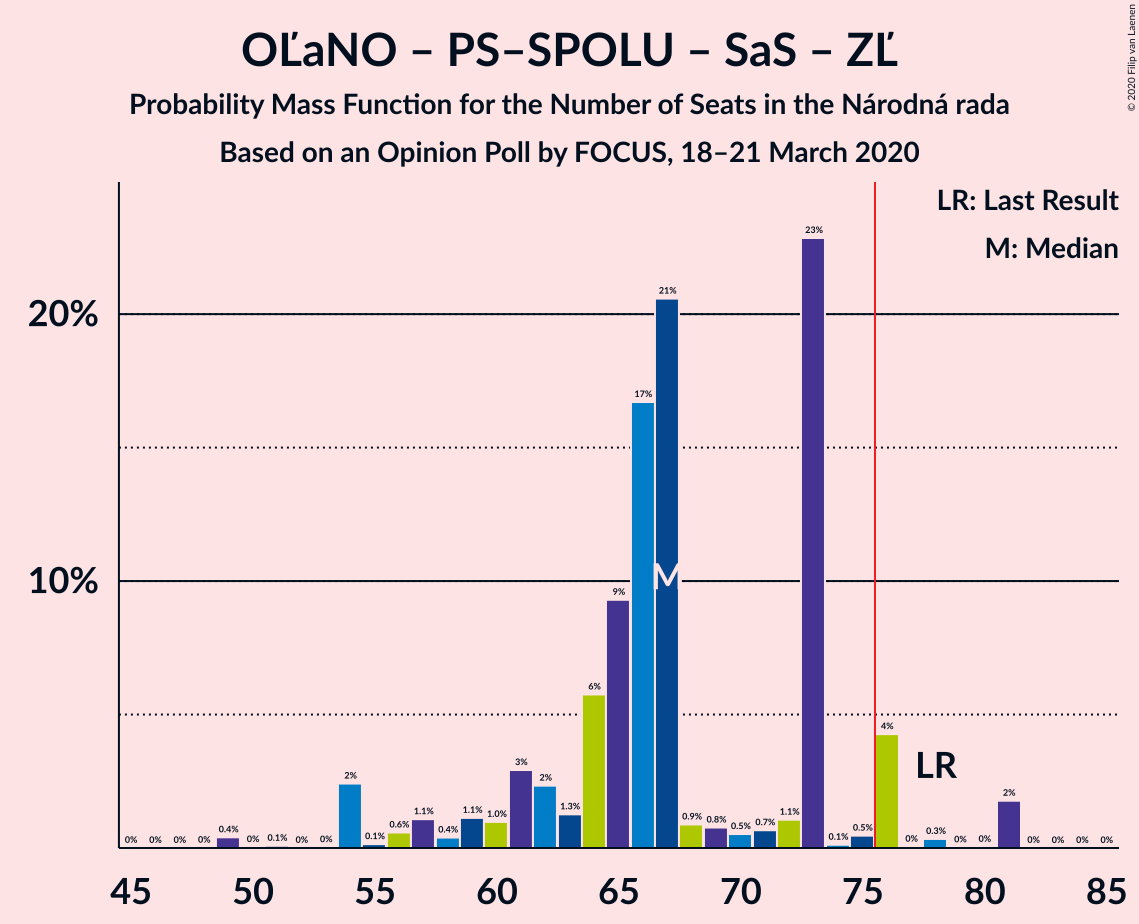 OĽaNO – PS–SPOLU – SaS – ZĽ
Probability Mass Function for the Number of Seats in the Národná rada
Based on an Opinion Poll by FOCUS, 18–21 March 2020
© 2020 Filip van Laenen
LR: Last Result
M: Median
20%
10%
0% 0% 0% 0% 0.4% 0% 0.1% 0% 0% 2% 0.1% 0.6% 1.1% 0.4% 1.1% 1.0% 3% 2% 1.3% 6% 9% 17% 21% 0.9% 0.8% 0.5% 0.7% 1.1% 23% 0.1% 0.5% 4% 0% 0.3% 0% 0% 2% 0% 0% 0% 0%
M
LR
45 50 55 60 65 70 75 80 85